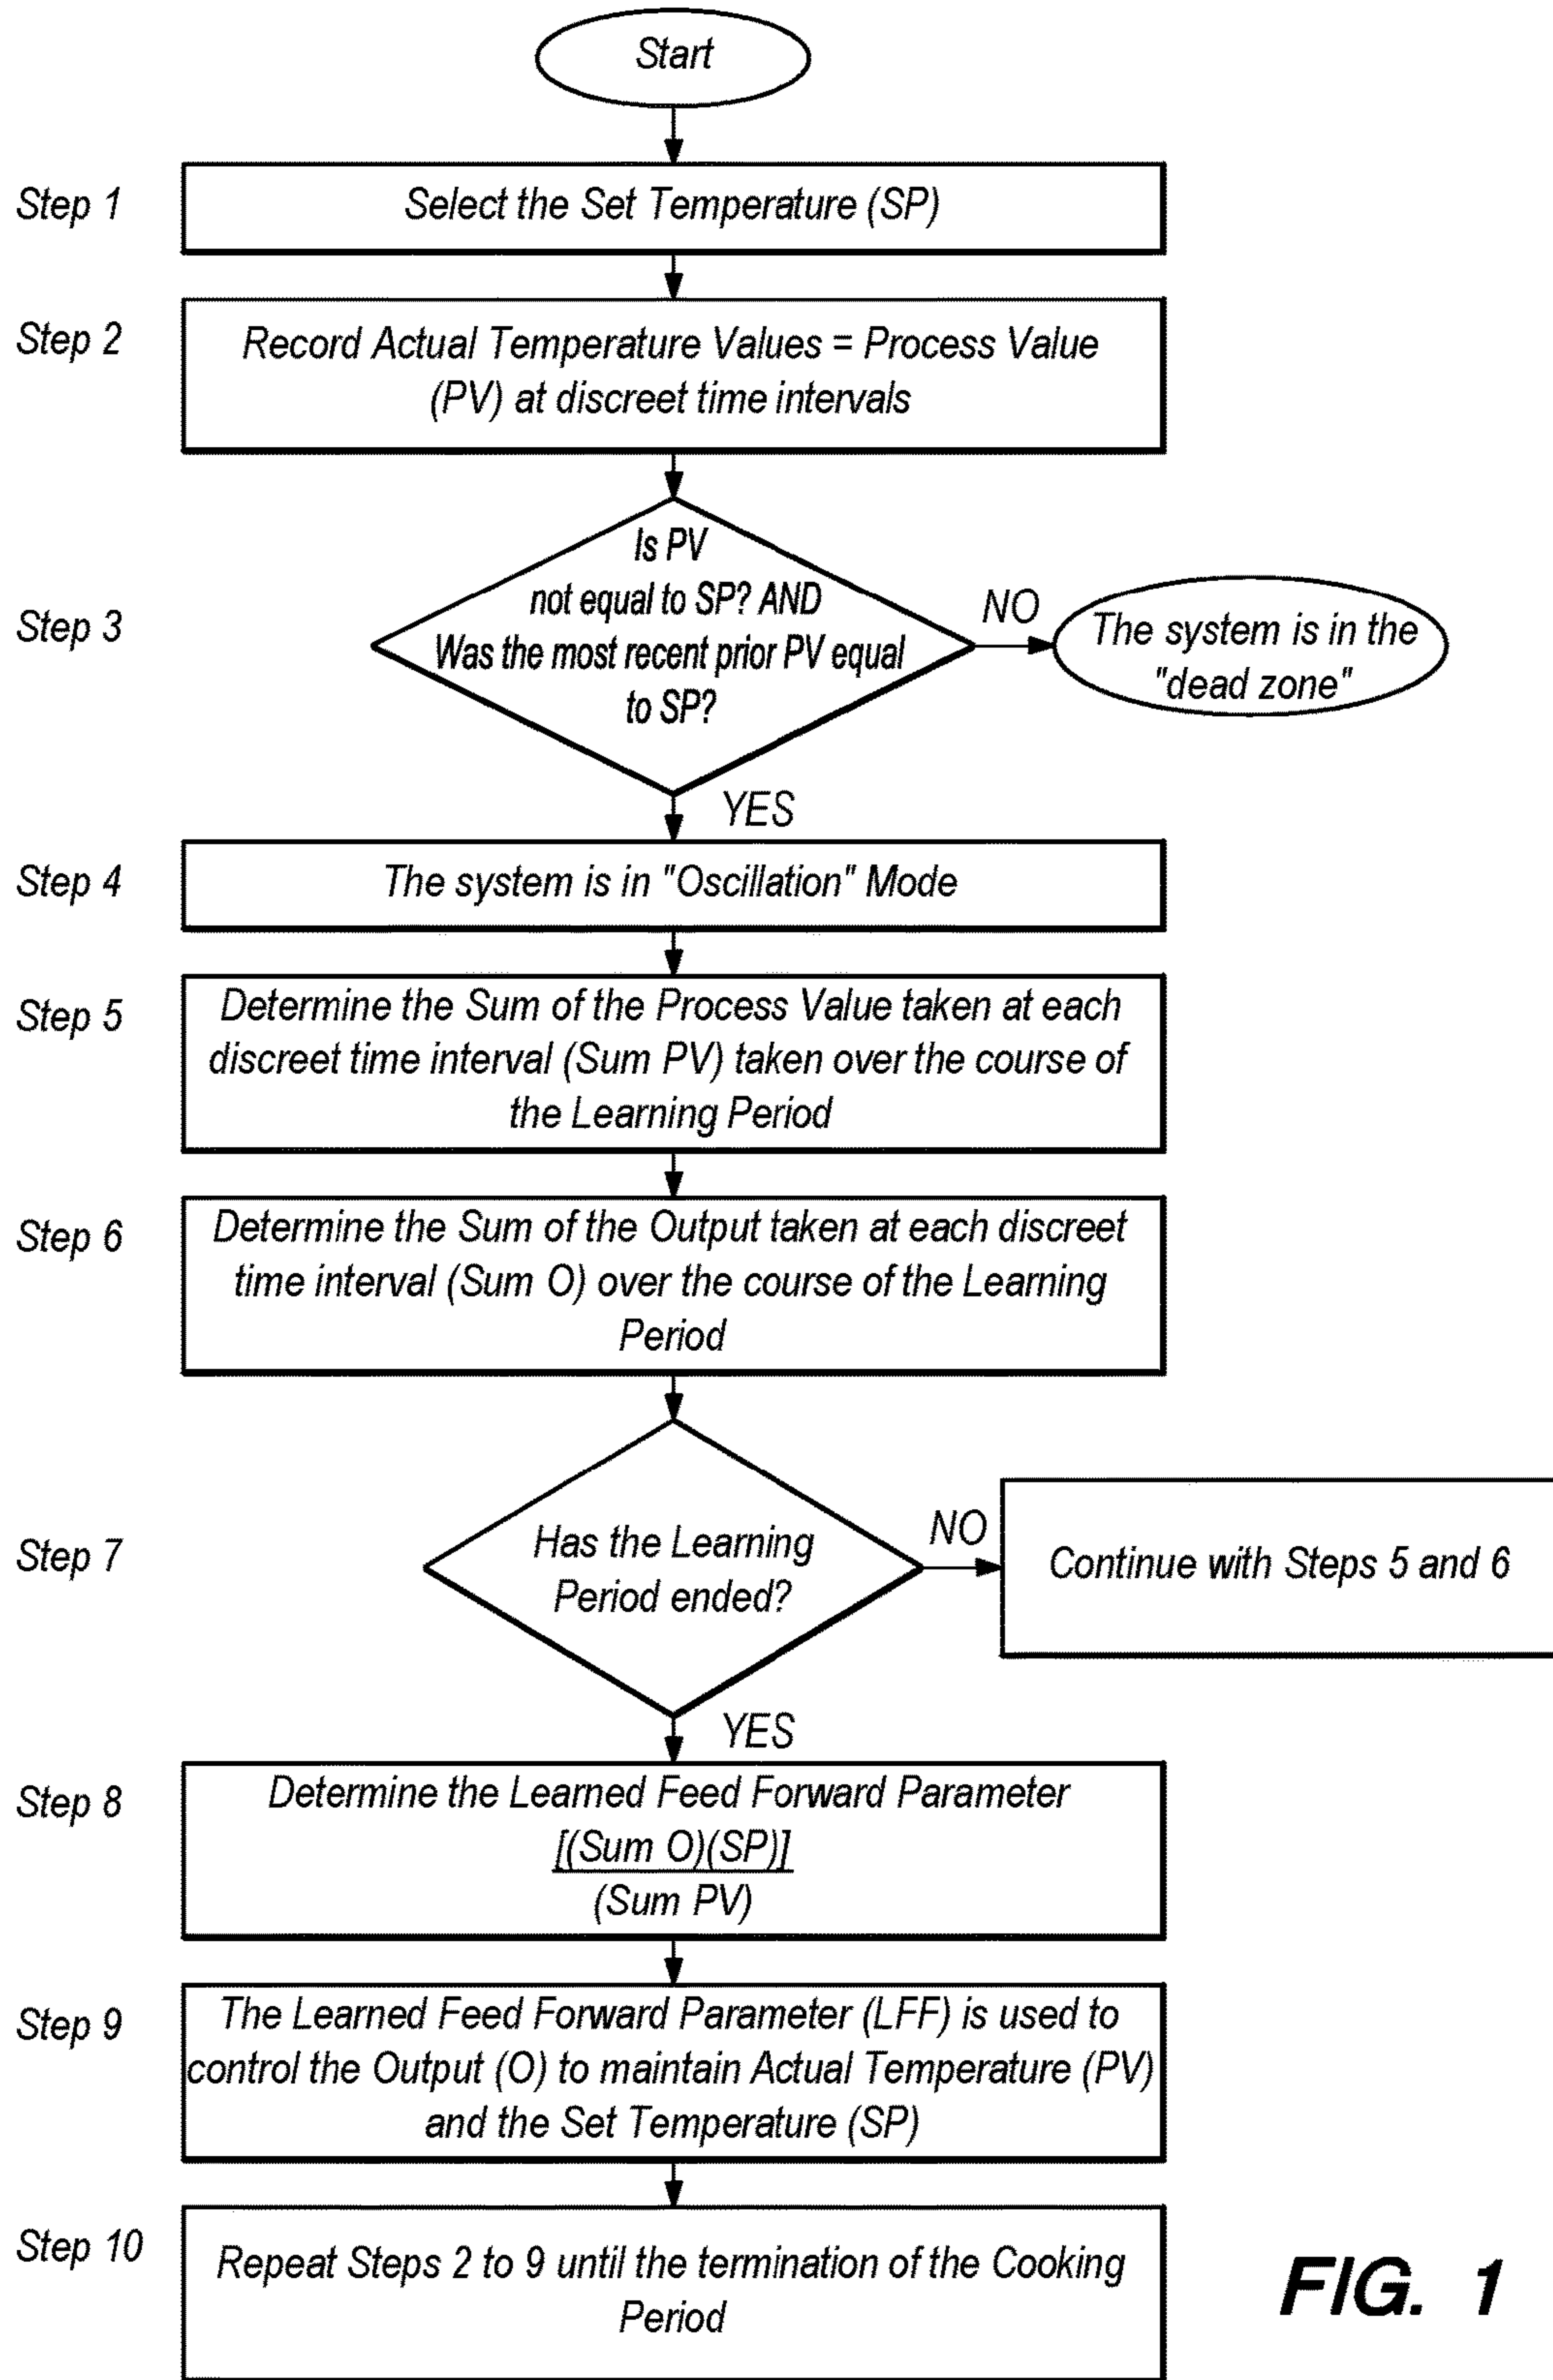 Start
Step 1
Select the Set Temperature (SP)
Step 2
Record Actual Temperature Values = Process Value
(PV) at discreet time intervals
Step 3
Is PV
not equal to SP? AND
Was the most recent prior PV equal
to SP?
NO
The system is in the
"dead zone"
YES
Step 4
The system is in "Oscillation" Mode
Step 5
Determine the Sum of the Process Value taken at each
discreet time interval (Sum PV) taken over the course of
the Learning Period
Step 6
Determine the Sum of the Output taken at each discreet
time interval (Sum O) over the course of the Learning
Period
Step 7
Has the Learning
Period ended?
NO
Continue with Steps 5 and 6
YES
Step 8
Determine the Learned Feed Forward Parameter
[(Sum O)(SP)]
(Sum PV)
Step 9
The Learned Feed Forward Parameter (LFF) is used to
control the Output (O) to maintain Actual Temperature (PV)
and the Set Temperature (SP)
Step 10
Repeat Steps 2 to 9 until the termination of the Cooking
Period
FIG. 1